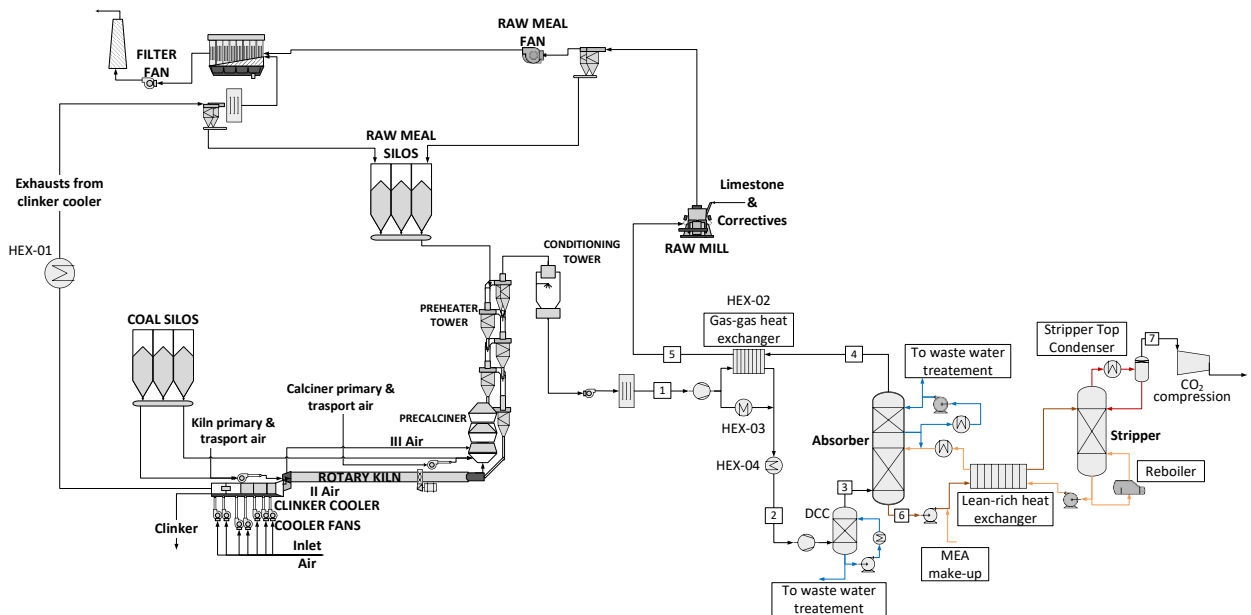 RAW MEAL
FAN
FILTER
FAN
RAW MEAL
SILOS
Exhausts from
clinker cooler
Limestone
&
Correctives
RAW MILL
HEX-01
CONDITIONING
TOWER
HEX-02
Gas-gas heat
exchanger
PREHEATER
TOWER
COAL SILOS
5
4
To waste water
treatement
Stripper Top
Condenser
7
CO2
compression
Calciner primary &
trasport air
1
Kiln primary
& trasport air
PRECALCINER
HEX-03
Absorber
Stripper
III Air
HEX-04
Reboiler
ROTARY KILN
II Air
3
CLINKER COOLER
Lean-rich heat
exchanger
Clinker
COOLER FANS
2
DCC
6
Inlet
Air
MEA
make-up
To waste water
treatement